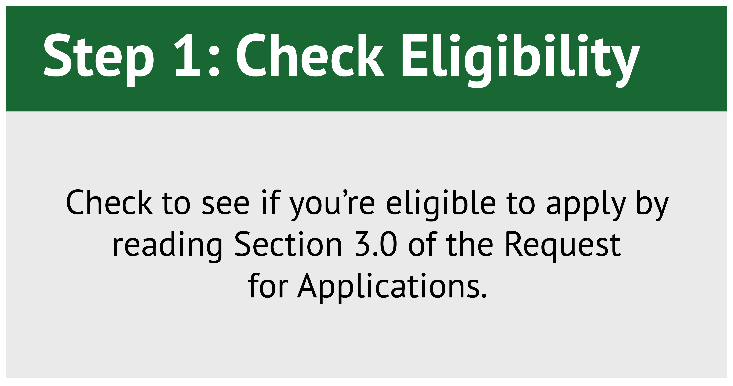 Step 1: Check Eligibility
Check to see if you’re eligible to apply by
reading Section 3.0 of the Request
for Applications.